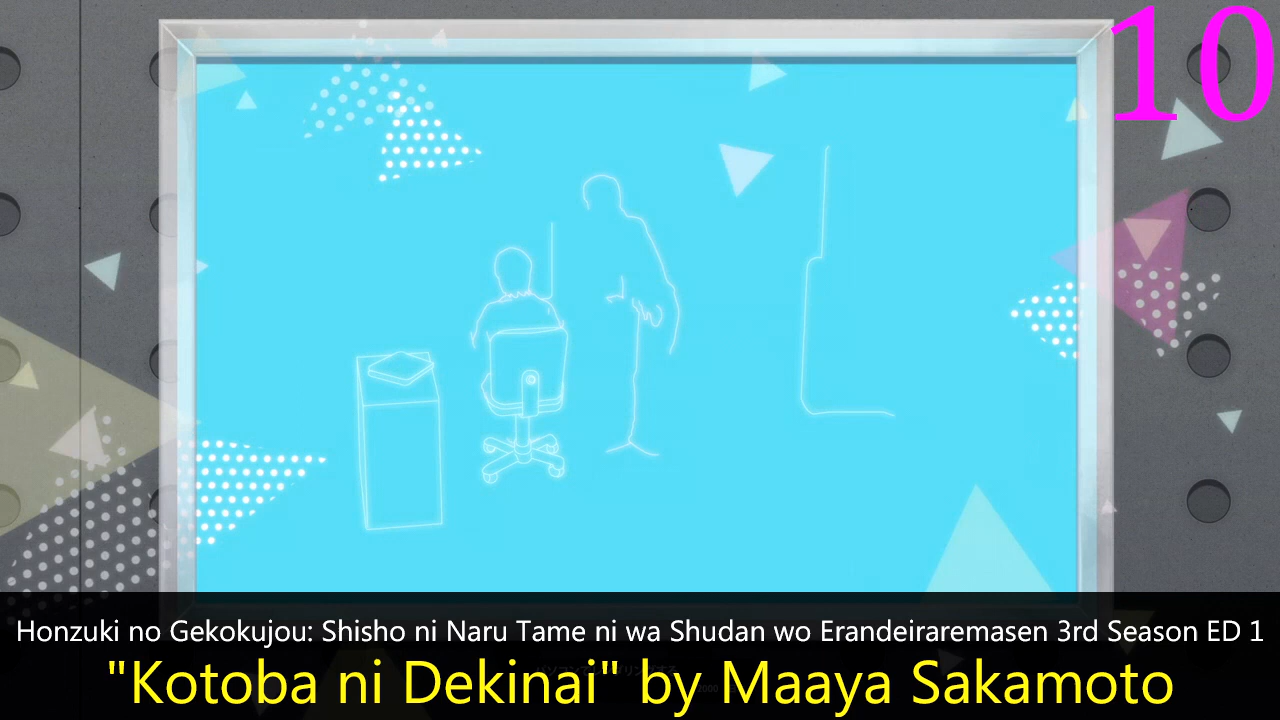 10
Honzuki no Gekokujou: Shisho ni Naru Tame ni wa Shudan wo Erandeiraremasen 3rd Season ED 1
"Kotoba ni Dekinai" by Maaya Sakamoto